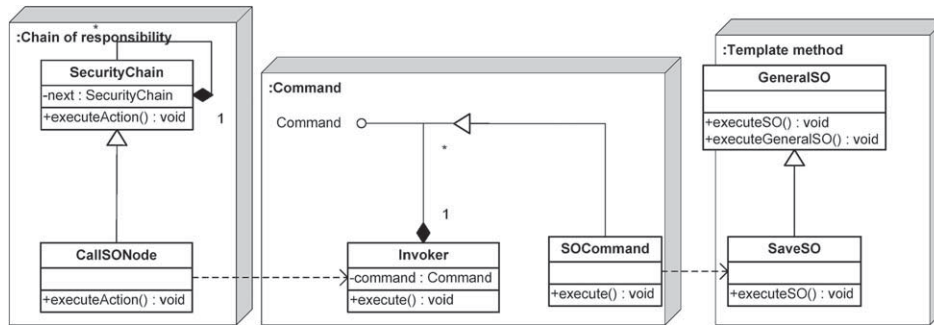 :Chain of responsibility
*
SecurityChain
-next : SecurityChain
+executeAction() : void
1
CallSONode
+executeAction() : void
:Command
Command
*
1
Invoker
-command : Command
+execute() : void
SOCommand
+execute() : void
:Template method
GeneralSO
+executeSO() : void
+executeGeneralSO() : void
SaveSO
+executeSO() : void